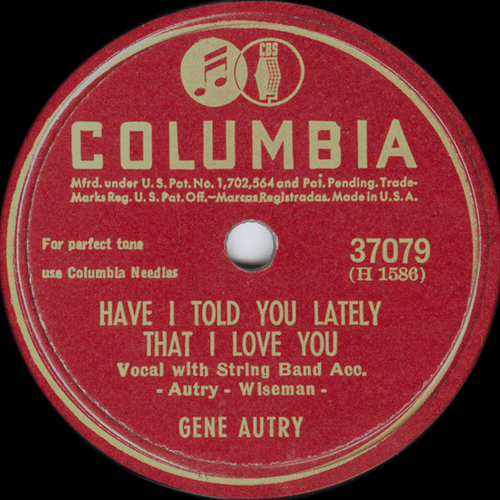 CBS
COLUMBIA
Mfrd. under U.S. Pat. No. 1,702,564 and Pat. Pending. Trade-
Marks Reg. U.S. Pat. Off.—Marcas Registradas. Made in U.S.A.
For perfect tone
use Columbia Needles
37079
(H 1586)
HAVE I TOLD YOU LATELY
THAT I LOVE YOU
Vocal with String Band Acc.
- Autry - Wiseman -
GENE AUTRY